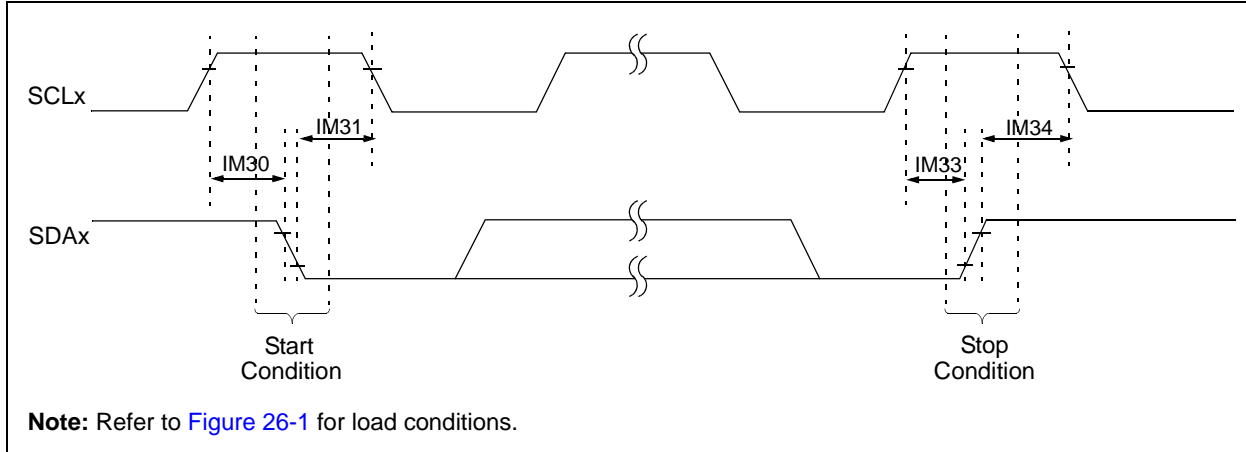 SCLx
IM31
IM34
IM30
IM33
SDAx
Start
Condition
Stop
Condition
Note: Refer to Figure 26-1 for load conditions.